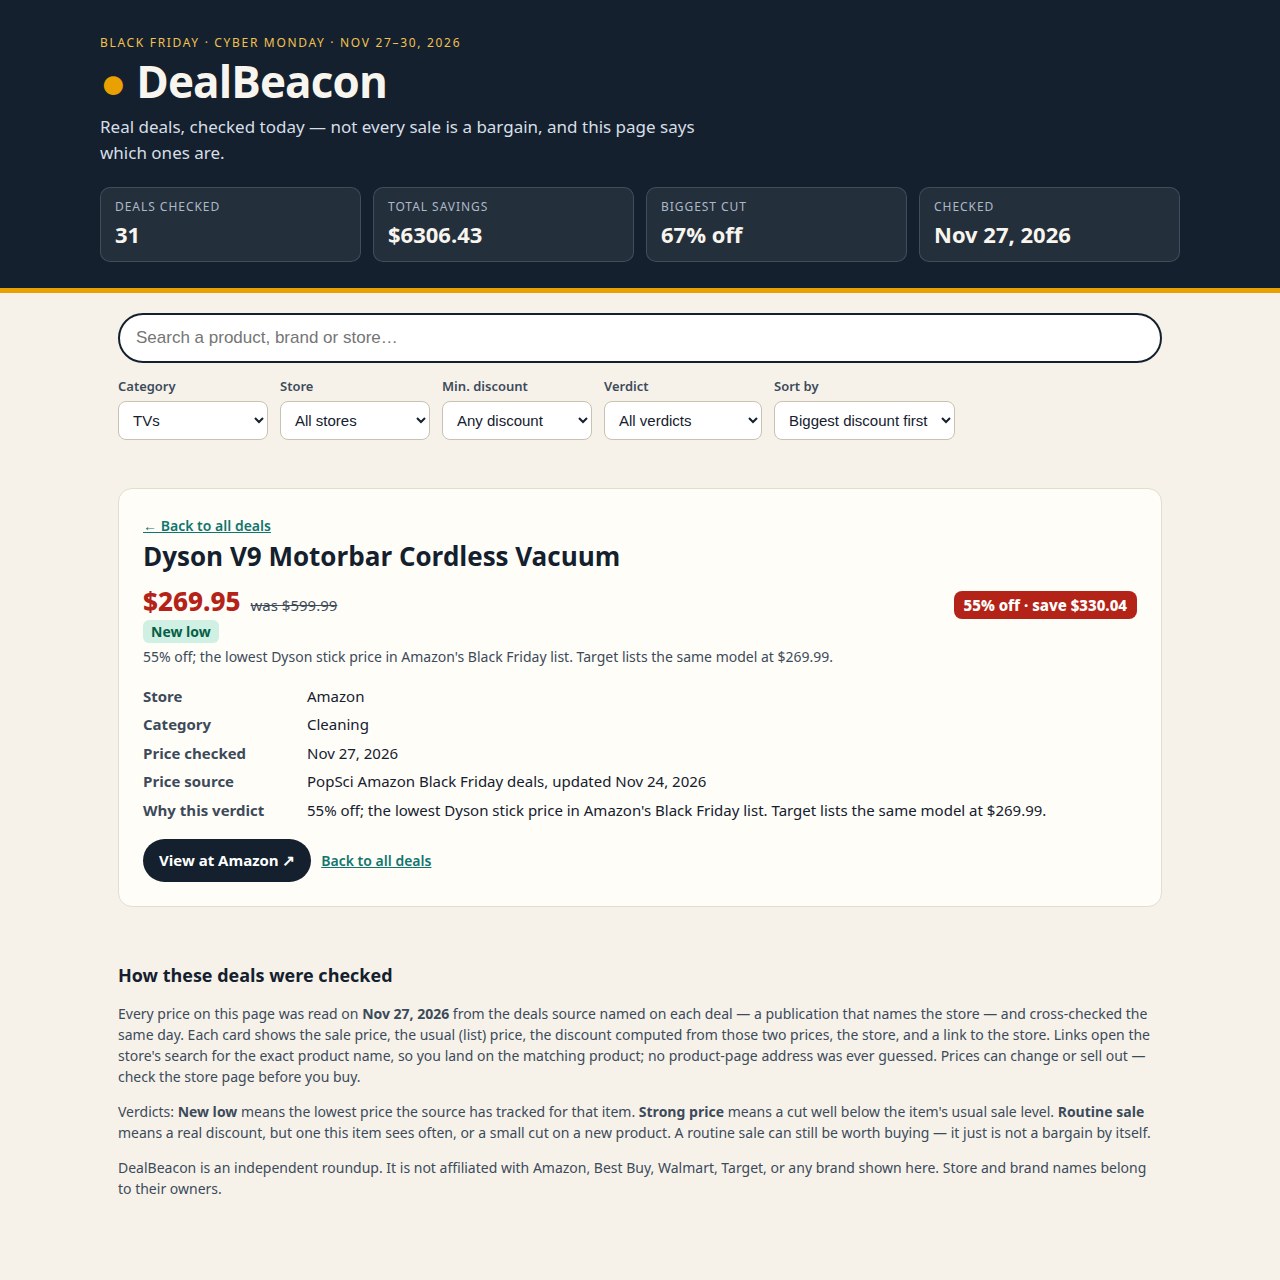 BLACK FRIDAY · CYBER MONDAY · NOV 27–30, 2026
DealBeacon
Real deals, checked today — not every sale is a bargain, and this page says
which ones are.
DEALS CHECKED
31
TOTAL SAVINGS
$6306.43
BIGGEST CUT
67% off
CHECKED
Nov 27, 2026
Search a product, brand or store…
Category
TVs
Store
All stores
Min. discount
Any discount
Verdict
All verdicts
Sort by
Biggest discount first
← Back to all deals
Dyson V9 Motorbar Cordless Vacuum
$269.95 was $599.99
55% off · save $330.04
New low
55% off; the lowest Dyson stick price in Amazon's Black Friday list. Target lists the same model at $269.99.
Store Amazon
Category Cleaning
Price checked Nov 27, 2026
Price source PopSci Amazon Black Friday deals, updated Nov 24, 2026
Why this verdict 55% off; the lowest Dyson stick price in Amazon's Black Friday list. Target lists the same model at $269.99.
View at Amazon ↗ Back to all deals
How these deals were checked
Every price on this page was read on Nov 27, 2026 from the deals source named on each deal — a publication that names the store — and cross-checked the
same day. Each card shows the sale price, the usual (list) price, the discount computed from those two prices, the store, and a link to the store. Links open the
store's search for the exact product name, so you land on the matching product; no product-page address was ever guessed. Prices can change or sell out —
check the store page before you buy.
Verdicts: New low means the lowest price the source has tracked for that item. Strong price means a cut well below the item's usual sale level. Routine sale
means a real discount, but one this item sees often, or a small cut on a new product. A routine sale can still be worth buying — it just is not a bargain by itself.
DealBeacon is an independent roundup. It is not affiliated with Amazon, Best Buy, Walmart, Target, or any brand shown here. Store and brand names belong
to their owners.